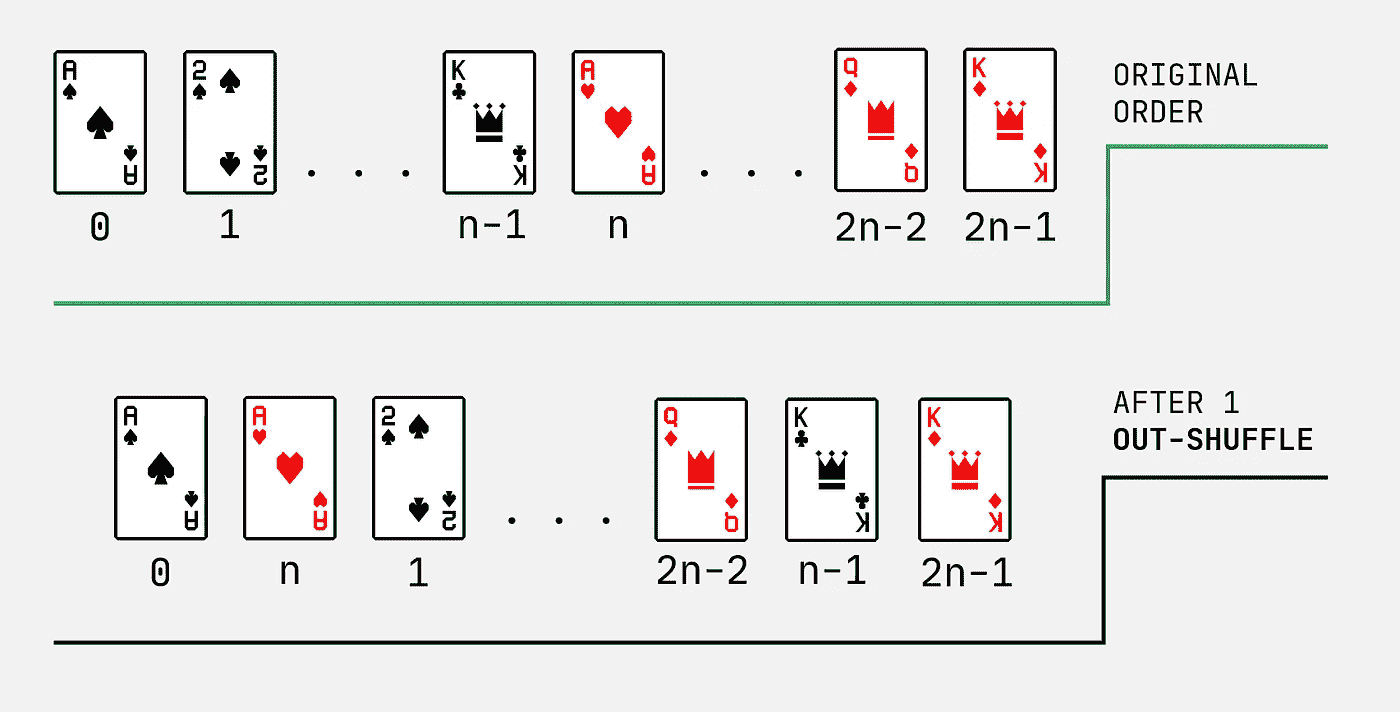 A 2 K A Q K
A 2 K A Q K
0 1 n-1 n 2n-2 2n-1
ORIGINAL
ORDER
A A 2 Q K K
A A 2 Q K K
0 n 1 2n-2 n-1 2n-1
AFTER 1
OUT-SHUFFLE